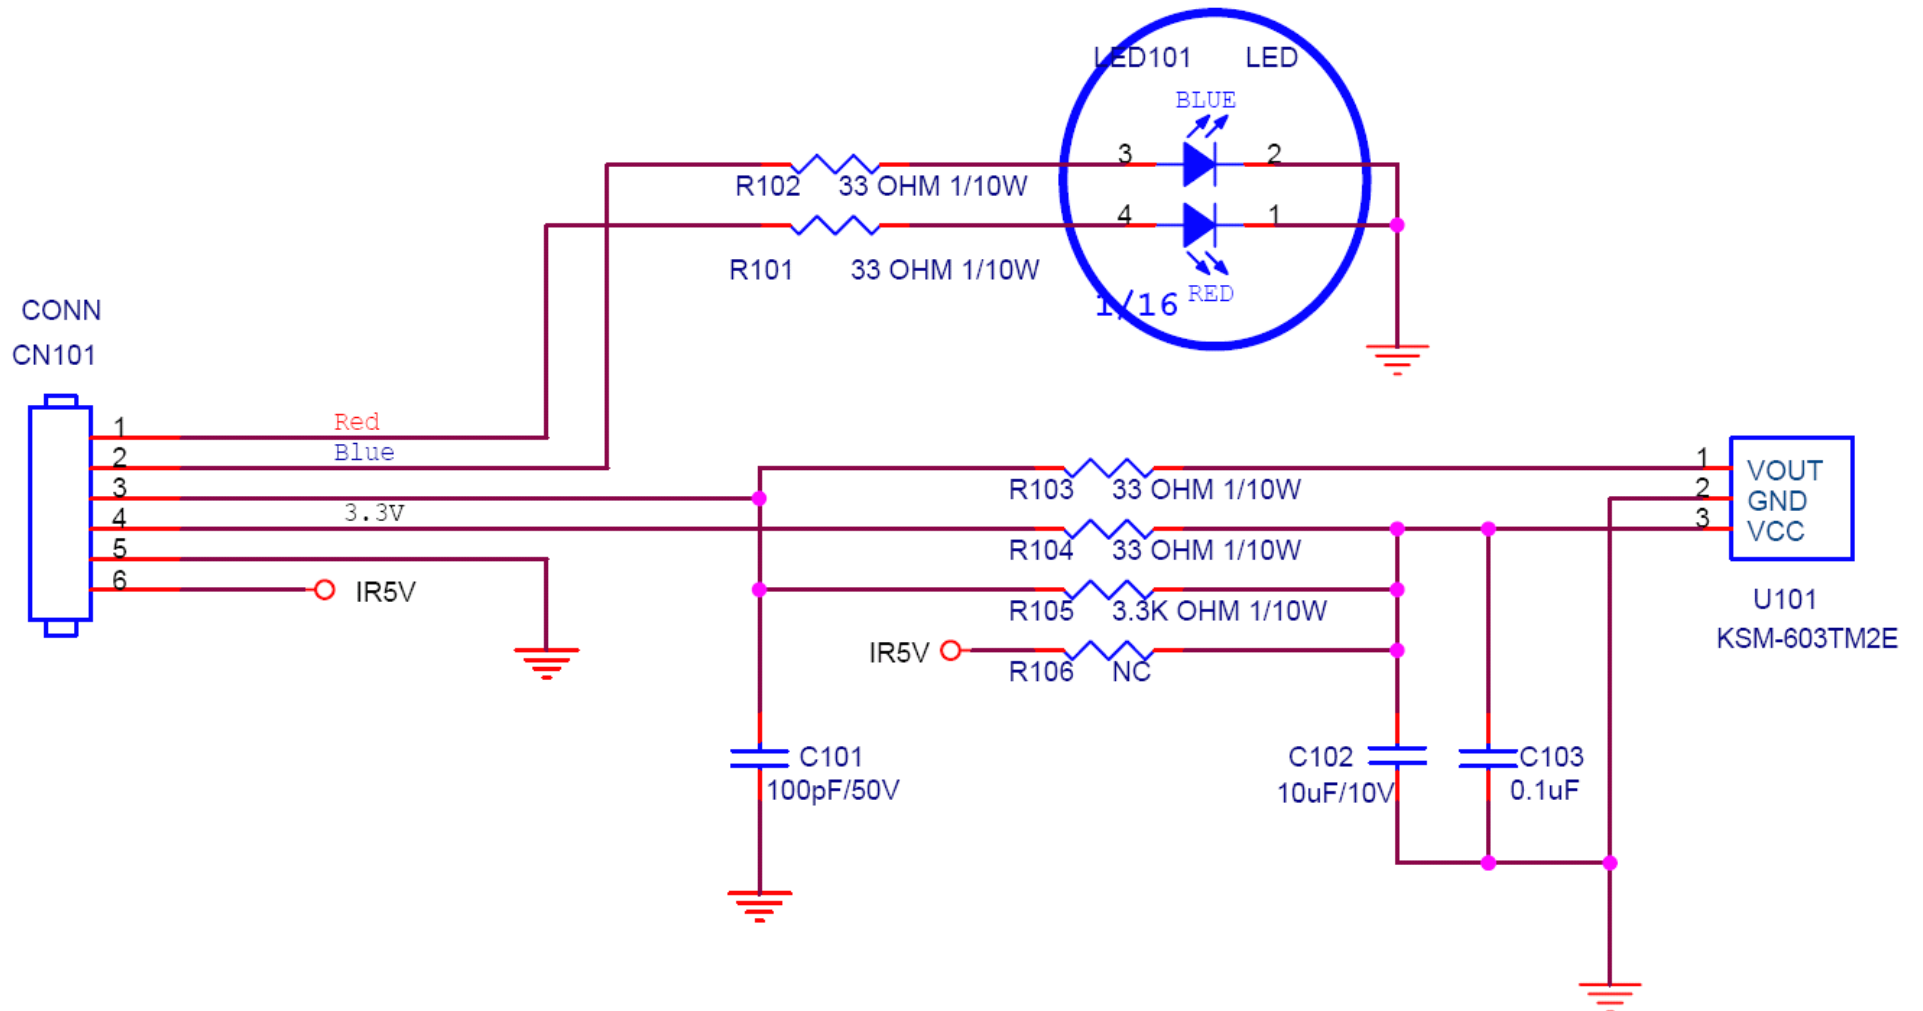 LED101 LED
BLUE
3 2
R102 33 OHM 1/10W
4 1
R101 33 OHM 1/10W
RED
1/16
CONN
CN101
1 Red
2 Blue
3
4 3.3V
5
6 IR5V
R103 33 OHM 1/10W
R104 33 OHM 1/10W
R105 3.3K OHM 1/10W
IR5V
R106 NC
1 VOUT
2 GND
3 VCC
U101
KSM-603TM2E
C101
100pF/50V
C102
10uF/10V
C103
0.1uF